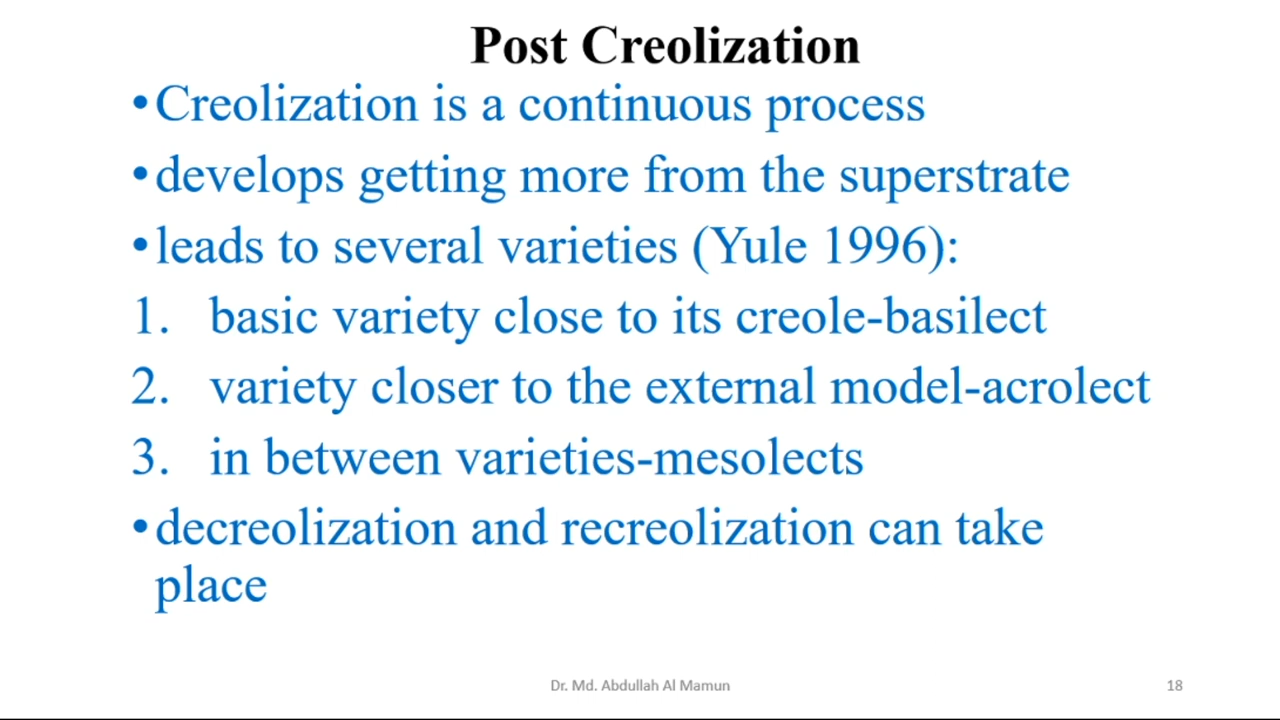 Post Creolization
•Creolization is a continuous process
•develops getting more from the superstrate
•leads to several varieties (Yule 1996):
1. basic variety close to its creole-basilect
2. variety closer to the external model-acrolect
3. in between varieties-mesolects
•decreolization and recreolization can take
place
Dr. Md. Abdullah Al Mamun
18